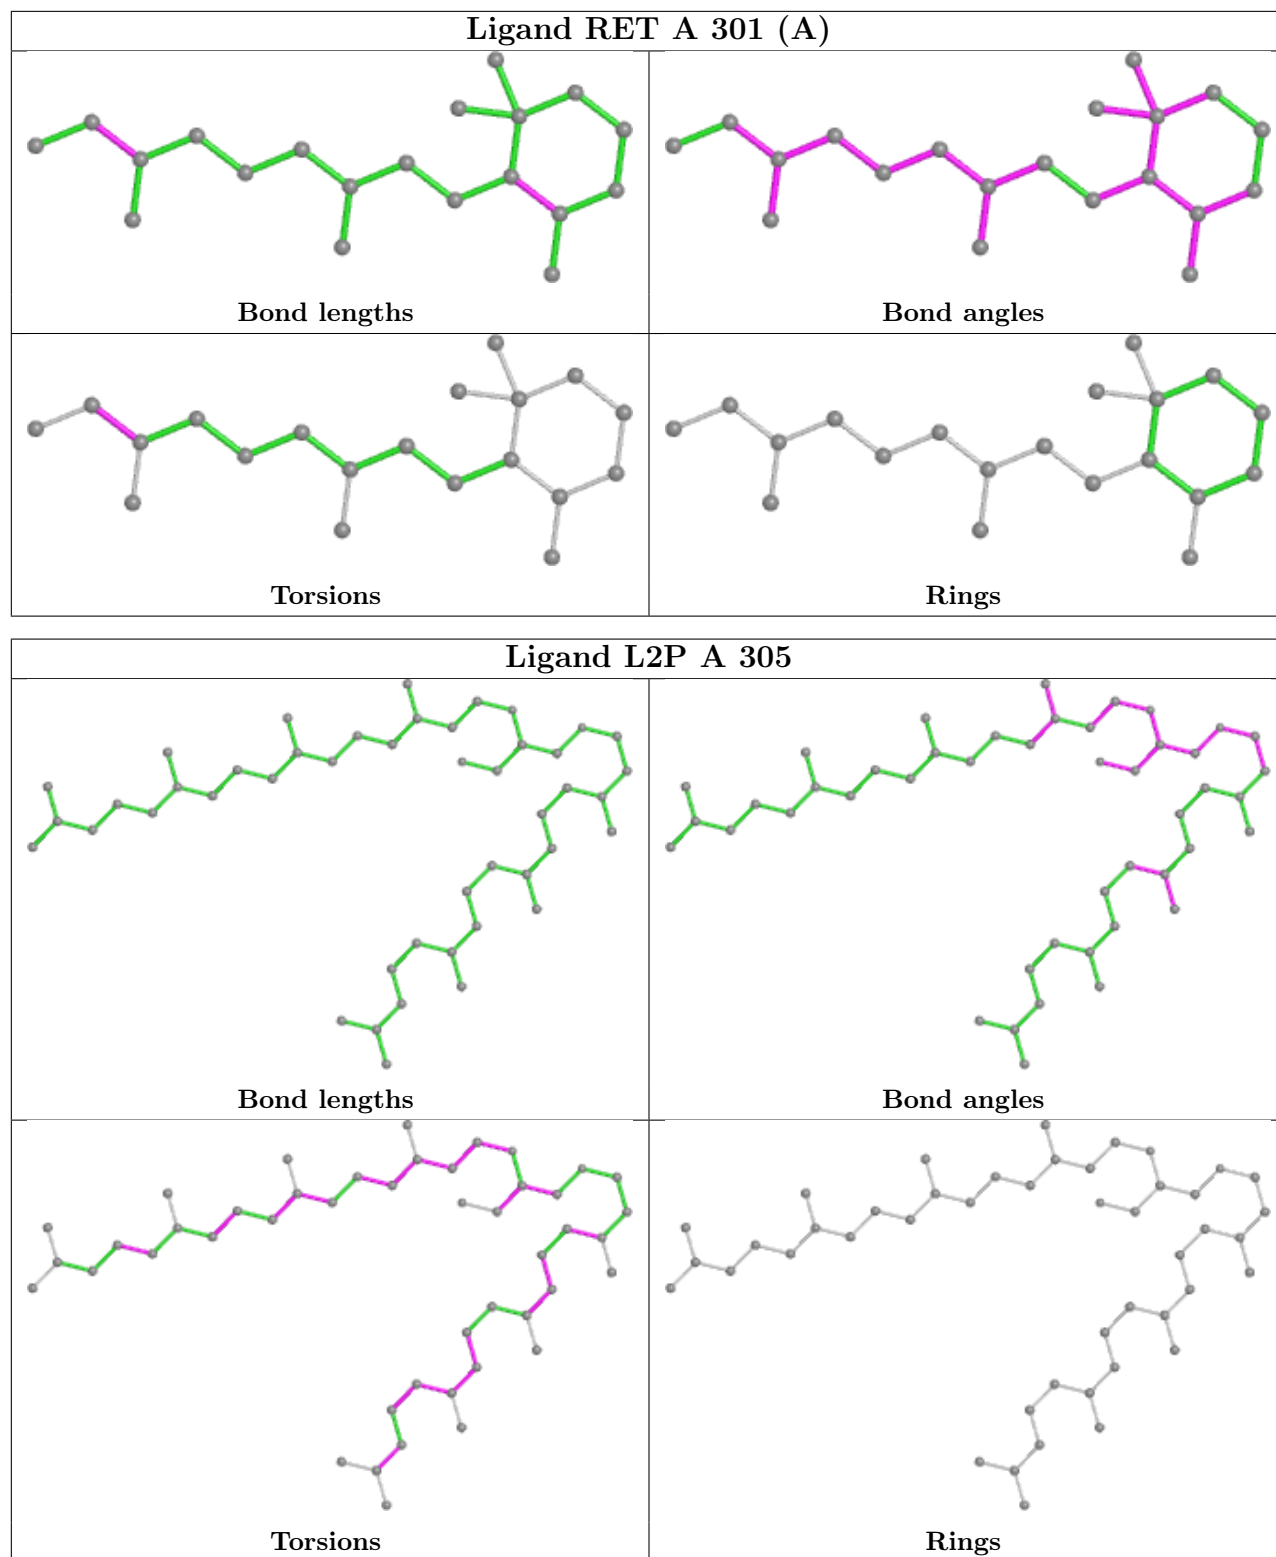 Ligand RET A 301 (A)
Bond lengths
Bond angles
Torsions
Rings
Ligand L2P A 305
Bond lengths
Bond angles
Torsions
Rings